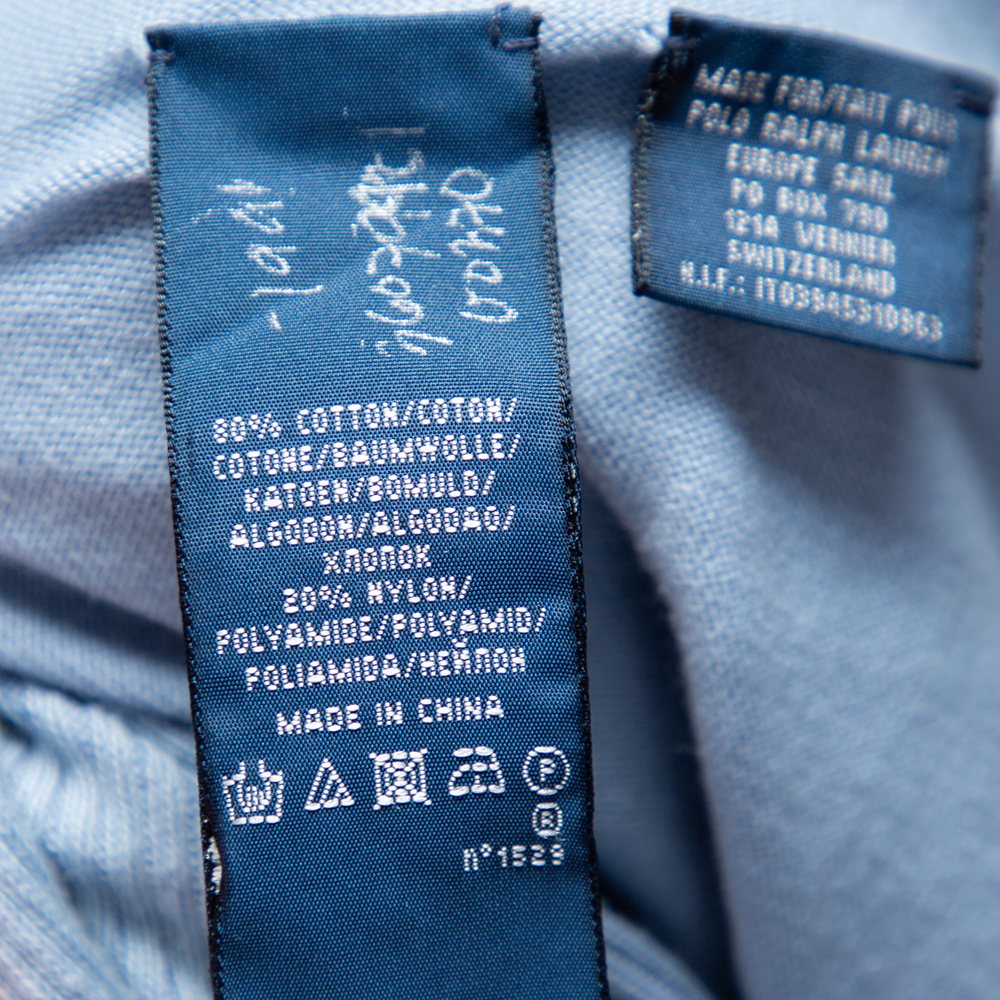 80% COTTON/COTON/
COTONE/BAUMWOLLE/
KATOEN/BOMULD/
ALGODON/ALGODAO/
ХЛОПОК
20% NYLON/
POLYAMIDE/POLYAMID/
POLIAMIDA/НЕЙЛОН
MADE IN CHINA
P
®
n°1529
MADE FOR/FAIT POUR
POLO RALPH LAUREN
EUROPE SARL
PO BOX 790
1214 VERNIER
SWITZERLAND
N.I.F.: IT03845310963